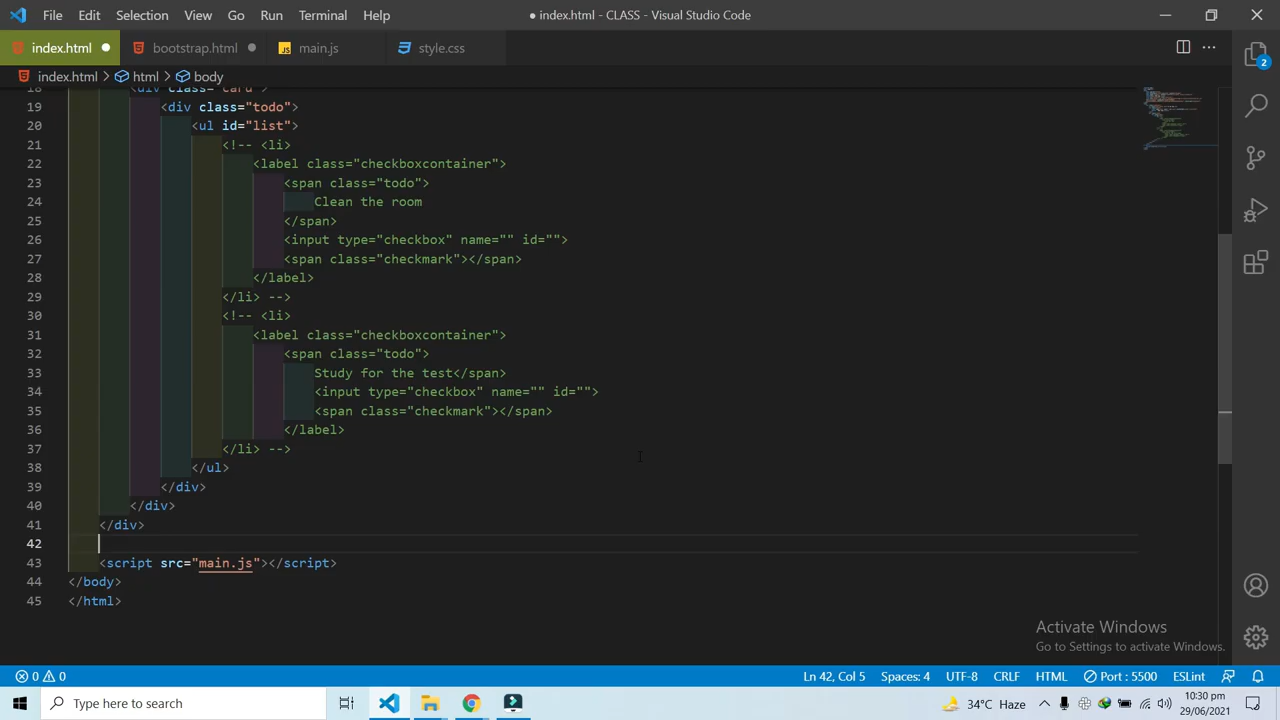 File Edit Selection View Go Run Terminal Help
● index.html - CLASS - Visual Studio Code
index.html ● bootstrap.html ● JS main.js style.css
index.html > html > body
18 <div class="card">
19 <div class="todo">
20 <ul id="list">
21 <!-- <li>
22 <label class="checkboxcontainer">
23 <span class="todo">
24 Clean the room
25 </span>
26 <input type="checkbox" name="" id="">
27 <span class="checkmark"></span>
28 </label>
29 </li> -->
30 <!-- <li>
31 <label class="checkboxcontainer">
32 <span class="todo">
33 Study for the test</span>
34 <input type="checkbox" name="" id="">
35 <span class="checkmark"></span>
36 </label>
37 </li> -->
38 </ul>
39 </div>
40 </div>
41 </div>
42
43 <script src="main.js"></script>
44 </body>
45 </html>
2
Activate Windows
Go to Settings to activate Windows.
0 0 Ln 42, Col 5 Spaces: 4 UTF-8 CRLF HTML Port : 5500 ESLint
Type here to search
34°C Haze
10:30 pm
29/06/2021